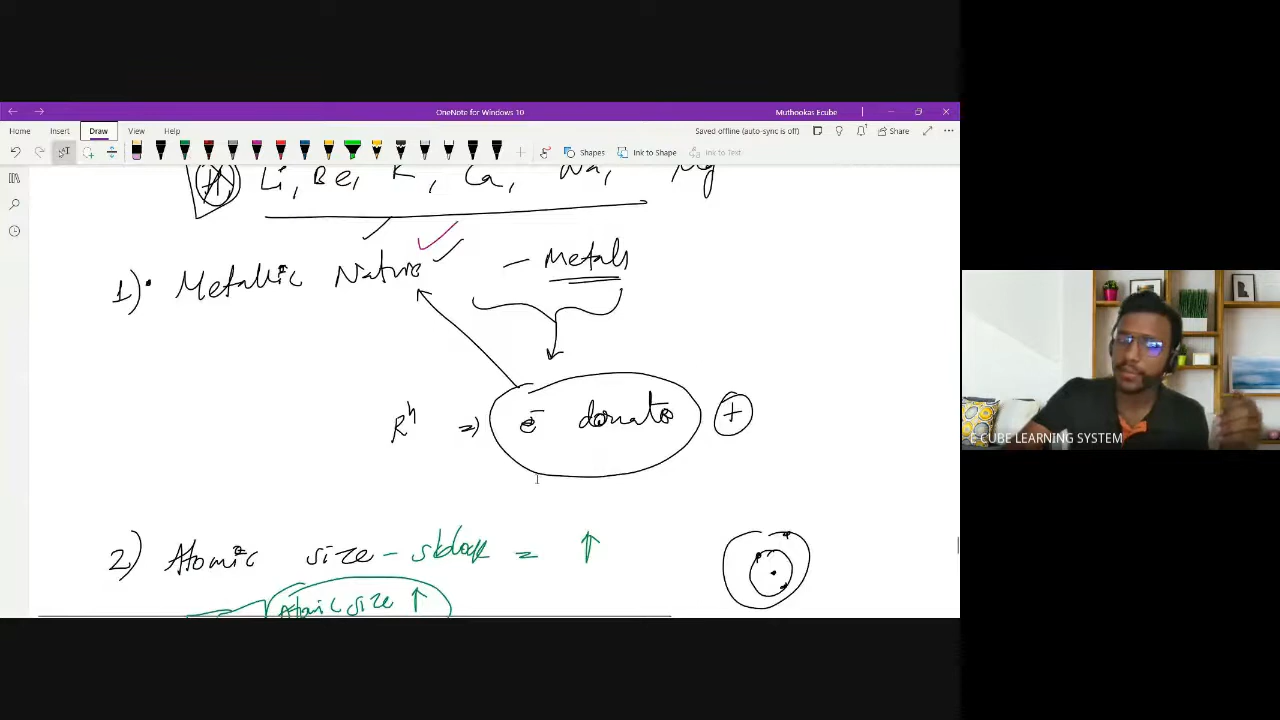 OneNote for Windows 10
Muthookas Ecube
Home Insert Draw View Help
Saved offline (auto-sync is off)
Share
Shapes
Ink to Shape
Ink to Text
Li, Be, K, Ca, Na, Mg
1) • Metallic Nature - Metals
=) e⁻ donate +
2) Atomic size - sblock = ↑
Atomic size ↑
E CUBE LEARNING SYSTEM